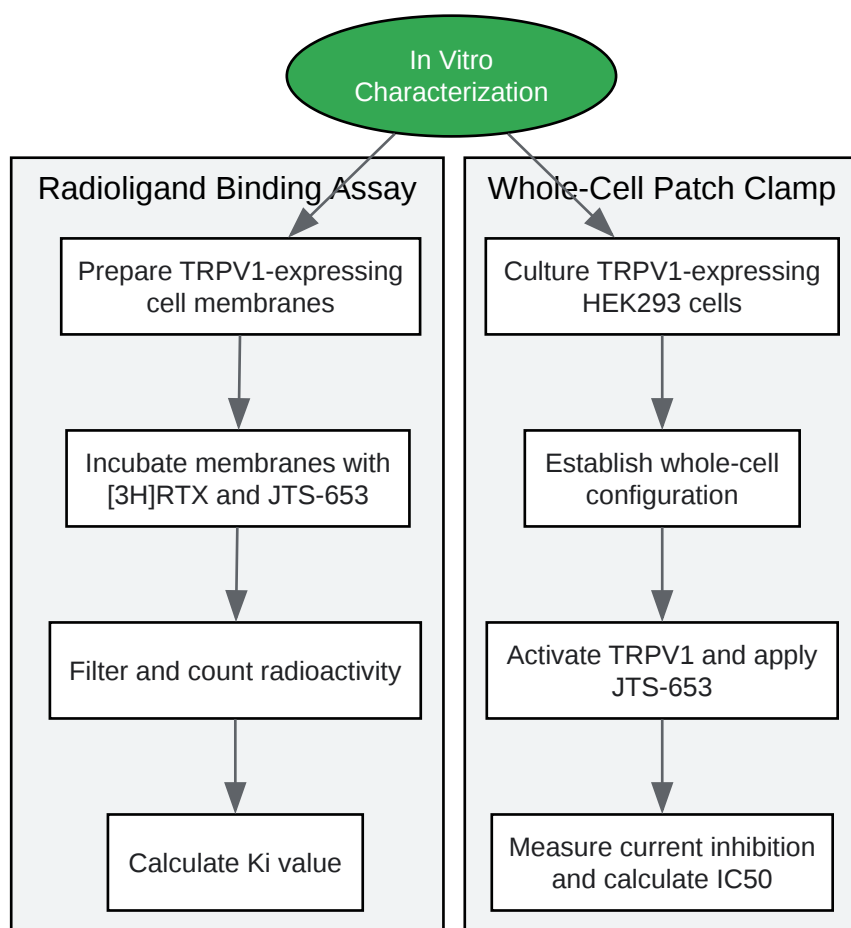 In Vitro
Characterization
Radioligand Binding Assay
Prepare TRPV1-expressing
cell membranes
Incubate membranes with
[3H]RTX and JTS-653
Filter and count radioactivity
Calculate Ki value
Whole-Cell Patch Clamp
Culture TRPV1-expressing
HEK293 cells
Establish whole-cell
configuration
Activate TRPV1 and apply
JTS-653
Measure current inhibition
and calculate IC50